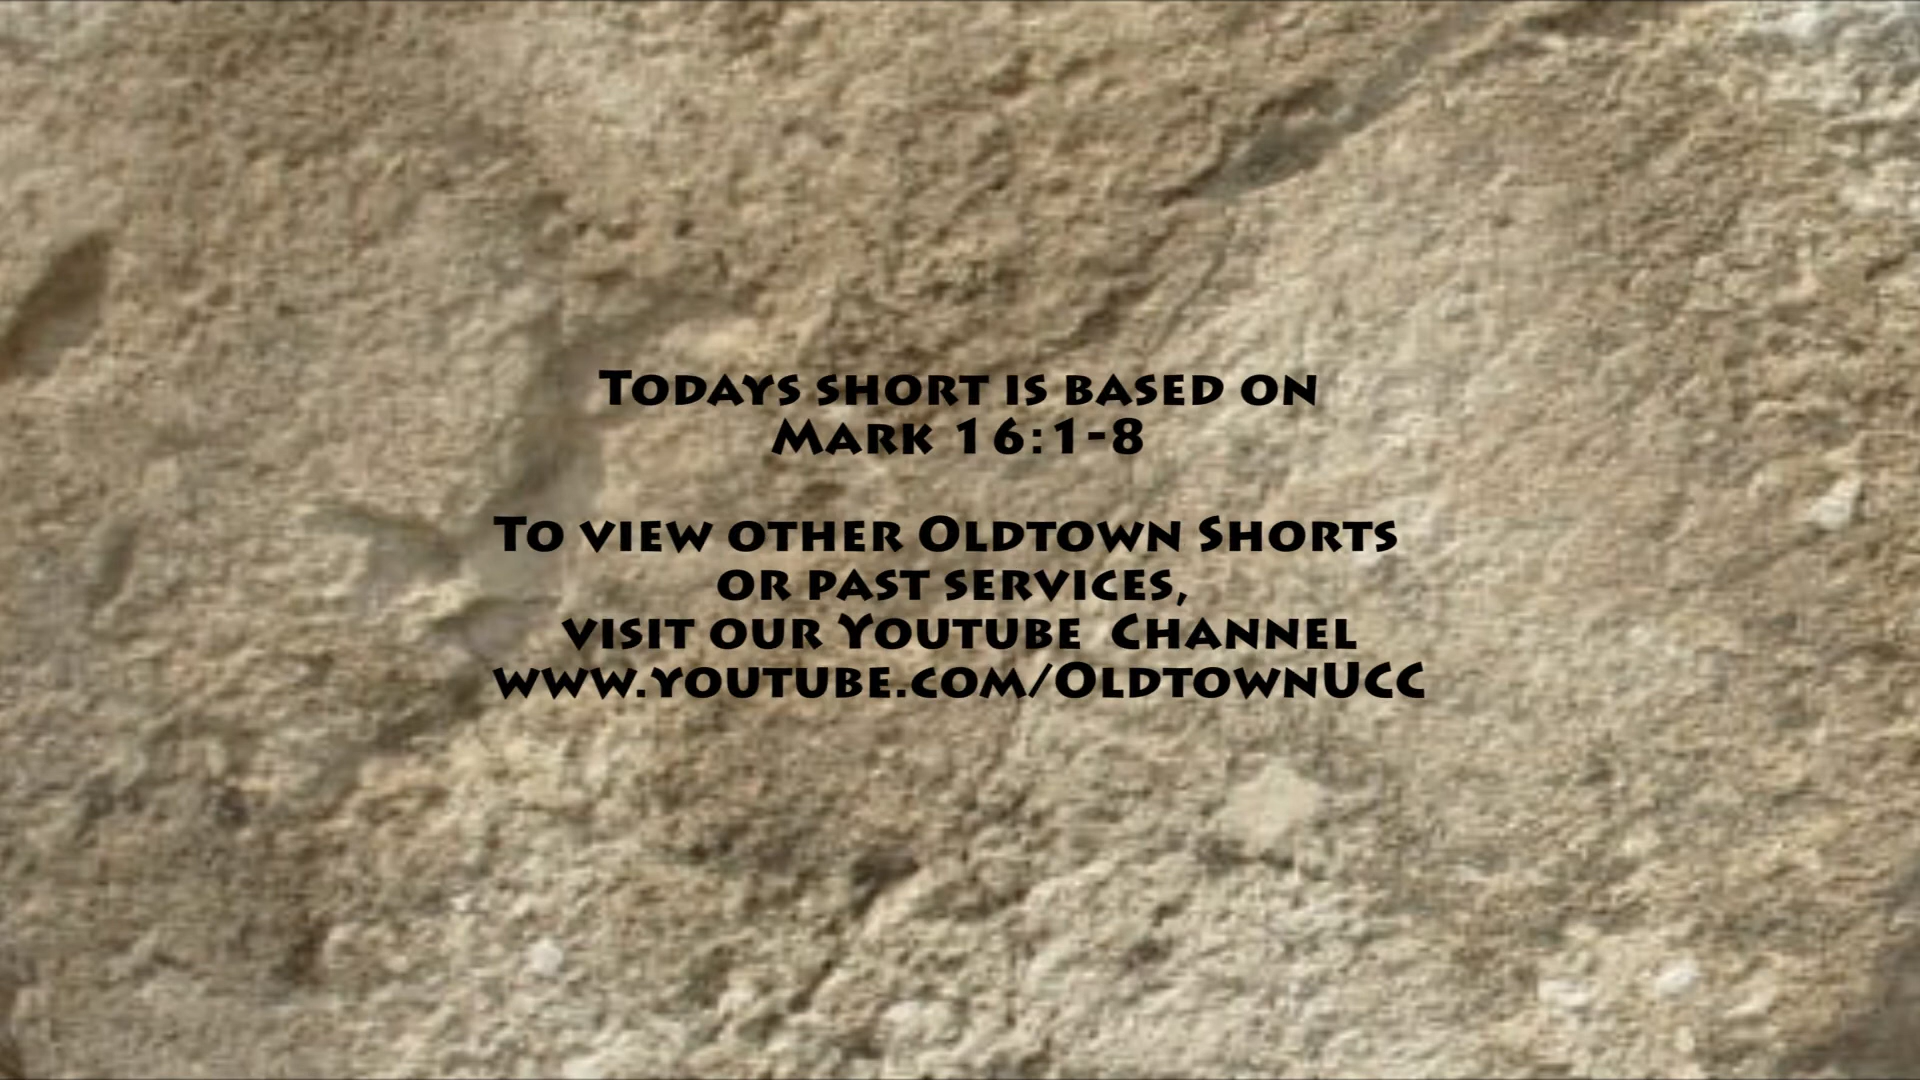 Todays short is based on
Mark 16:1-8
To view other Oldtown Shorts
or past services,
visit our Youtube Channel
www.youtube.com/OldtownUCC